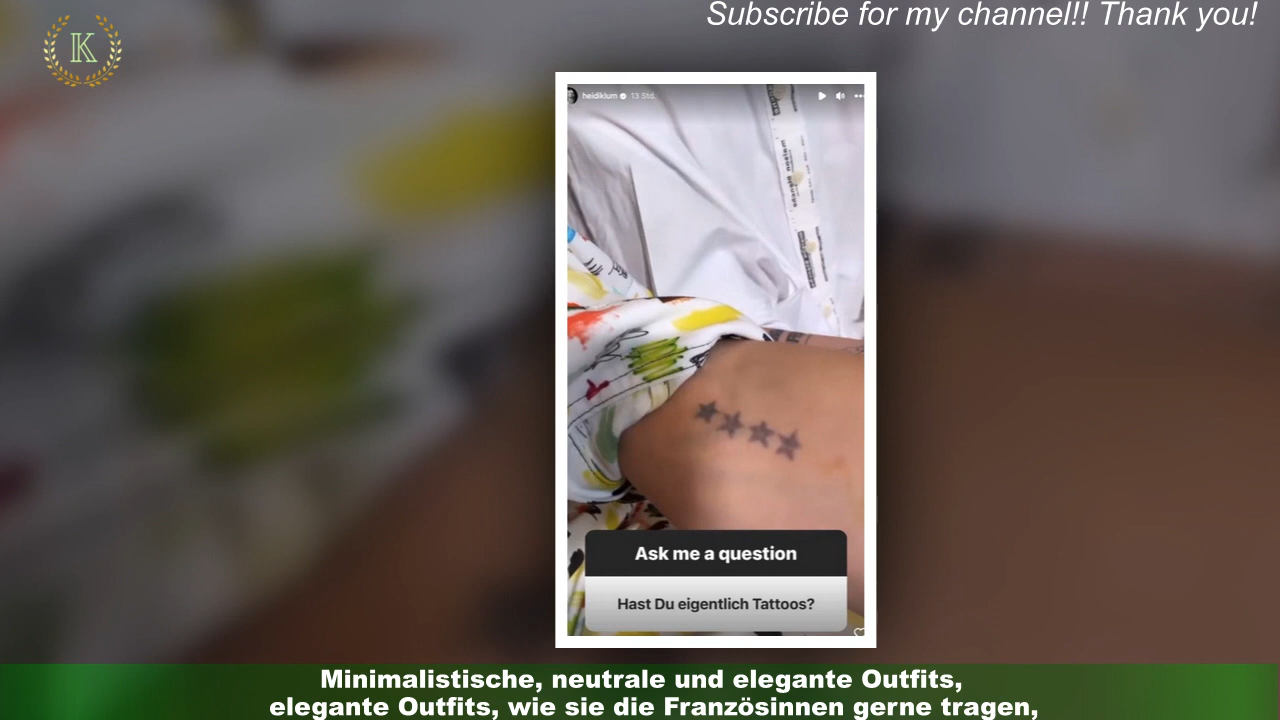 Subscribe for my channel!! Thank you!
K
heidiklum 13 Std.
Ask me a question
Hast Du eigentlich Tattoos?
Minimalistische, neutrale und elegante Outfits,
elegante Outfits, wie sie die Französinnen gerne tragen,